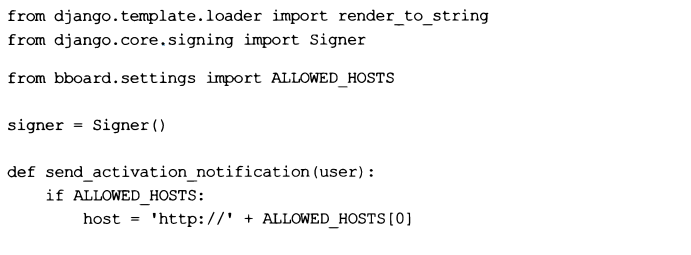 from django.template.loader import render_to_string
from django.core.signing import Signer
from bboard.settings import ALLOWED_HOSTS
signer = Signer()
def send_activation_notification(user):
    if ALLOWED_HOSTS:
        host = 'http://' + ALLOWED_HOSTS[0]